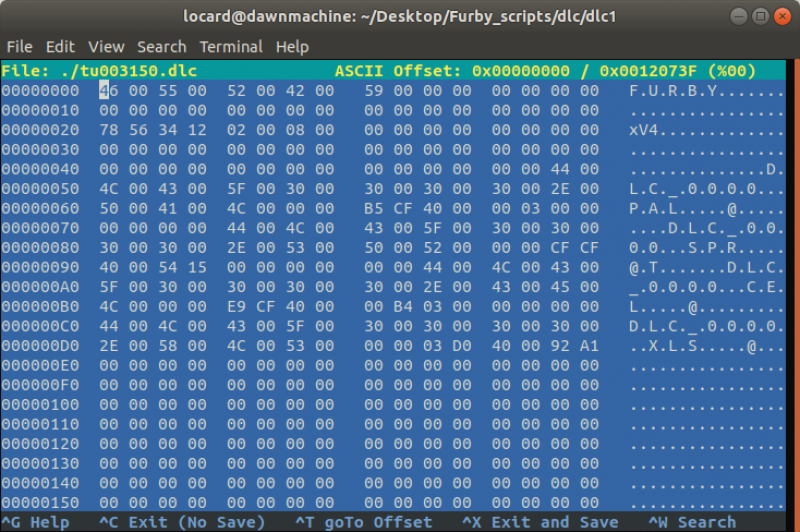 locard@dawnmachine: ~/Desktop/Furby_scripts/dlc/dlc1
File Edit View Search Terminal Help
File: ./tu003150.dlc ASCII Offset: 0x00000000 / 0x0012073F (%00)
00000000 46 00 55 00 52 00 42 00 59 00 00 00 00 00 00 00 F.U.R.B.Y.......
00000010 00 00 00 00 00 00 00 00 00 00 00 00 00 00 00 00 ................
00000020 78 56 34 12 02 00 08 00 00 00 00 00 00 00 00 00 xV4.............
00000030 00 00 00 00 00 00 00 00 00 00 00 00 00 00 00 00 ................
00000040 00 00 00 00 00 00 00 00 00 00 00 00 00 00 44 00 ..............D.
00000050 4C 00 43 00 5F 00 30 00 30 00 30 00 30 00 2E 00 L.C._.0.0.0.0...
00000060 50 00 41 00 4C 00 00 00 B5 CF 40 00 00 03 00 00 P.A.L.....@.....
00000070 00 00 00 00 44 00 4C 00 43 00 5F 00 30 00 30 00 ....D.L.C._.0.0.
00000080 30 00 30 00 2E 00 53 00 50 00 52 00 00 00 CF CF 0.0...S.P.R.....
00000090 40 00 54 15 00 00 00 00 00 00 44 00 4C 00 43 00 @.T.......D.L.C.
000000A0 5F 00 30 00 30 00 30 00 30 00 2E 00 43 00 45 00 _.0.0.0.0...C.E.
000000B0 4C 00 00 00 E9 CF 40 00 00 B4 03 00 00 00 00 00 L.....@.........
000000C0 44 00 4C 00 43 00 5F 00 30 00 30 00 30 00 30 00 D.L.C._.0.0.0.0.
000000D0 2E 00 58 00 4C 00 53 00 00 00 03 D0 40 00 92 A1 ..X.L.S.....@...
000000E0 00 00 00 00 00 00 00 00 00 00 00 00 00 00 00 00 ................
000000F0 00 00 00 00 00 00 00 00 00 00 00 00 00 00 00 00 ................
00000100 00 00 00 00 00 00 00 00 00 00 00 00 00 00 00 00 ................
00000110 00 00 00 00 00 00 00 00 00 00 00 00 00 00 00 00 ................
00000120 00 00 00 00 00 00 00 00 00 00 00 00 00 00 00 00 ................
00000130 00 00 00 00 00 00 00 00 00 00 00 00 00 00 00 00 ................
00000140 00 00 00 00 00 00 00 00 00 00 00 00 00 00 00 00 ................
00000150 00 00 00 00 00 00 00 00 00 00 00 00 00 00 00 00 ................
^G Help ^C Exit (No Save) ^T goTo Offset ^X Exit and Save ^W Search